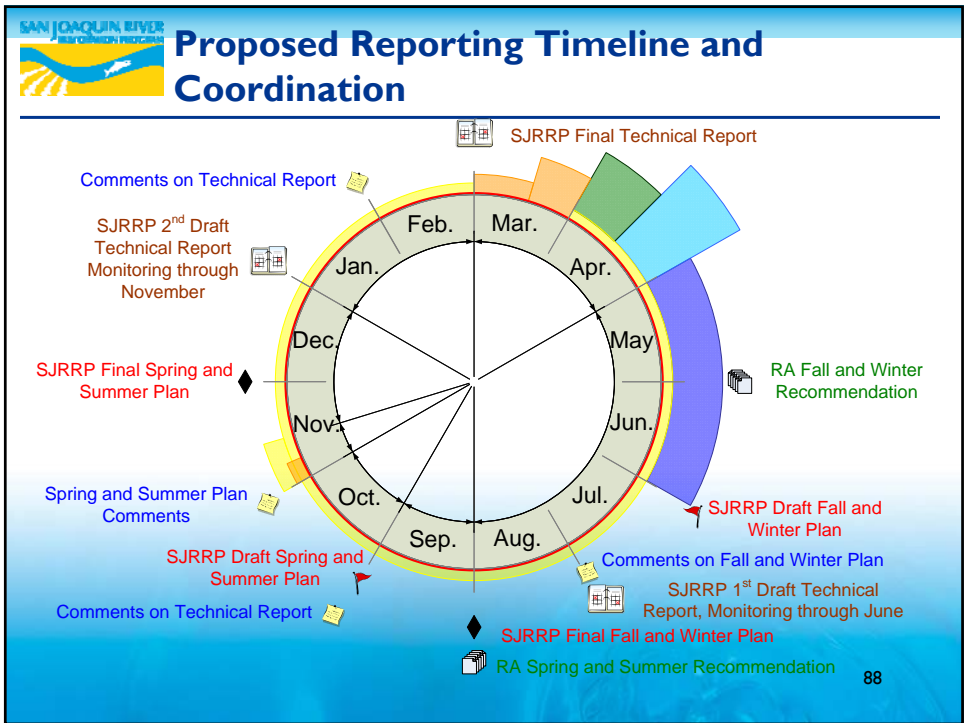 SAN JOAQUIN RIVER
RESTORATION PROGRAM
Proposed Reporting Timeline and
Coordination
SJRRP Final Technical Report
Comments on Technical Report
SJRRP 2nd Draft
Technical Report
Monitoring through
November
SJRRP Final Spring and
Summer Plan
Spring and Summer Plan
Comments
SJRRP Draft Spring and
Summer Plan
Comments on Technical Report
Mar.
Apr.
May
Jun.
Jul.
Aug.
Sep.
Oct.
Nov.
Dec.
Jan.
Feb.
RA Fall and Winter
Recommendation
SJRRP Draft Fall and
Winter Plan
Comments on Fall and Winter Plan
SJRRP 1st Draft Technical
Report, Monitoring through June
SJRRP Final Fall and Winter Plan
RA Spring and Summer Recommendation
88